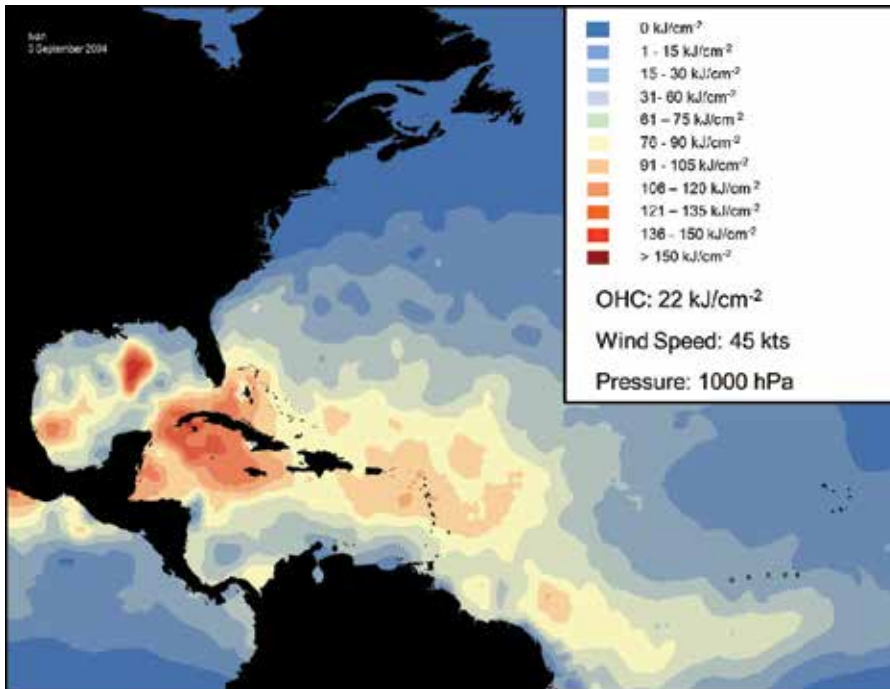 Ivan
3 September 2004
0 kJ/cm⁻²
1 - 15 kJ/cm⁻²
15 - 30 kJ/cm⁻²
31- 60 kJ/cm⁻²
61 – 75 kJ/cm⁻²
76 - 90 kJ/cm⁻²
91 - 105 kJ/cm⁻²
106 – 120 kJ/cm⁻²
121 – 135 kJ/cm⁻²
136 - 150 kJ/cm⁻²
> 150 kJ/cm⁻²
OHC: 22 kJ/cm⁻²
Wind Speed: 45 kts
Pressure: 1000 hPa